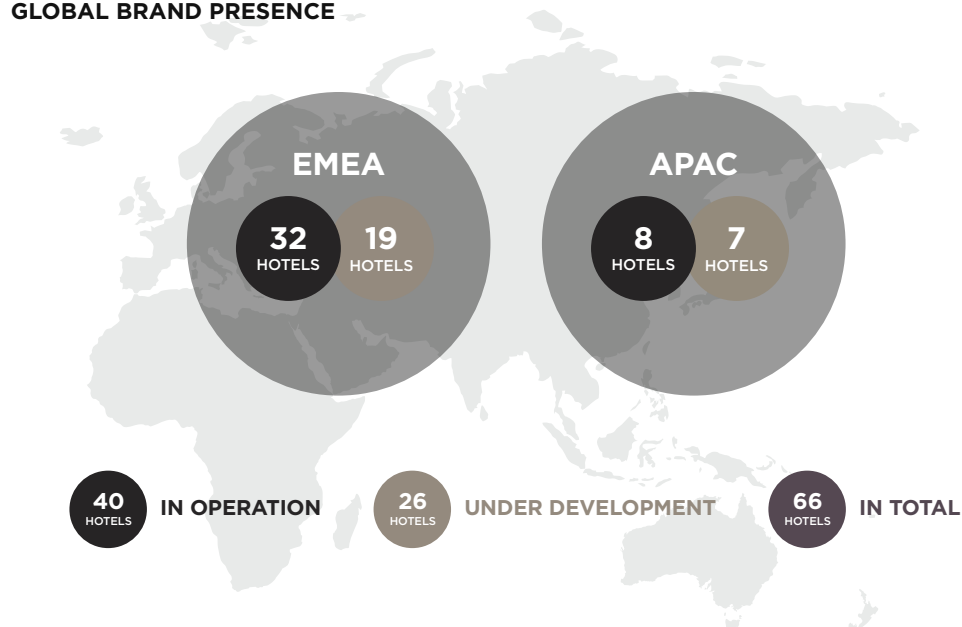 GLOBAL BRAND PRESENCE
EMEA
32
HOTELS
19
HOTELS
APAC
8
HOTELS
7
HOTELS
40
HOTELS
IN OPERATION
26
HOTELS
UNDER DEVELOPMENT
66
HOTELS
IN TOTAL